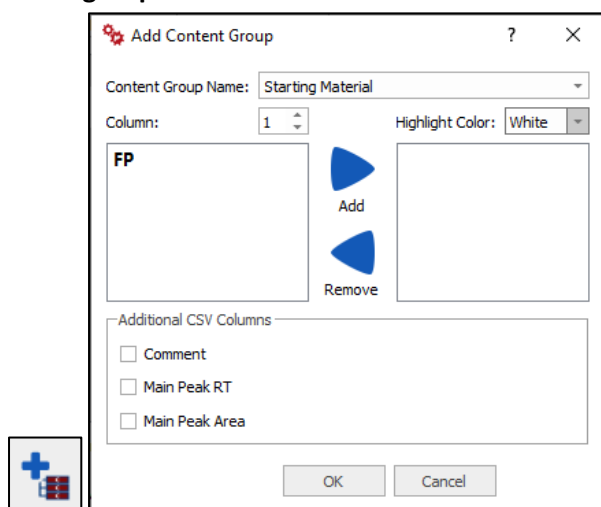 Add Content Group ?
Content Group Name: Starting Material
Column: 1 Highlight Color: White
FP
Add
Remove
Additional CSV Columns
Comment
Main Peak RT
Main Peak Area
OK Cancel